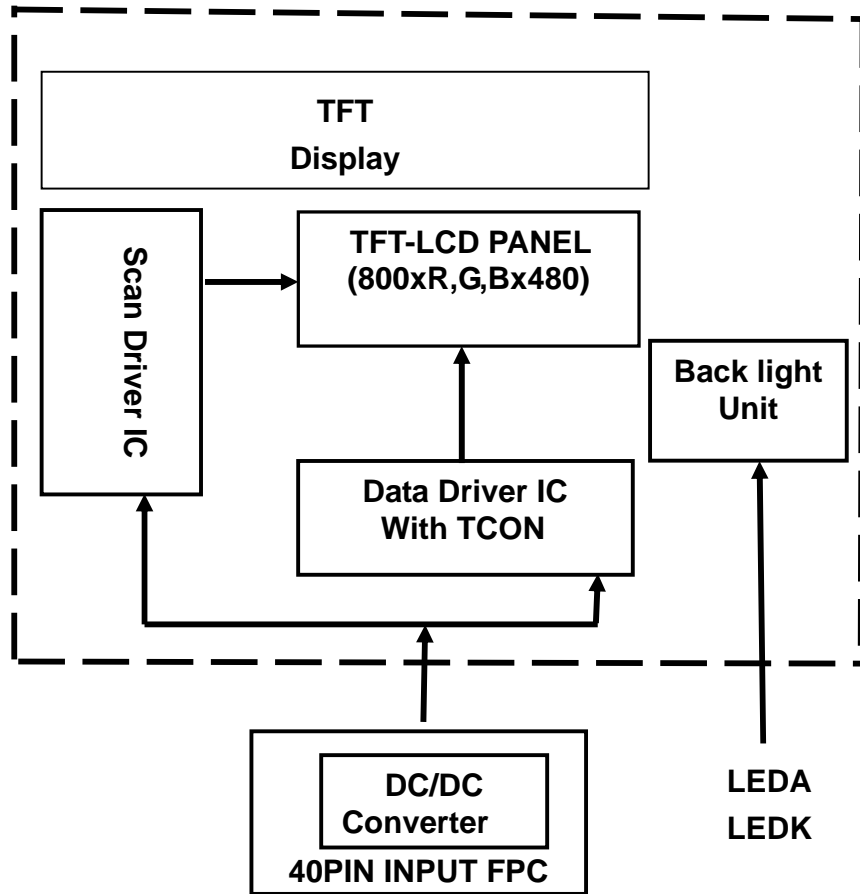 TFT
Display
Scan Driver IC
TFT-LCD PANEL
(800xR,G,Bx480)
Back light
Unit
Data Driver IC
With TCON
DC/DC
Converter
40PIN INPUT FPC
LEDA
LEDK